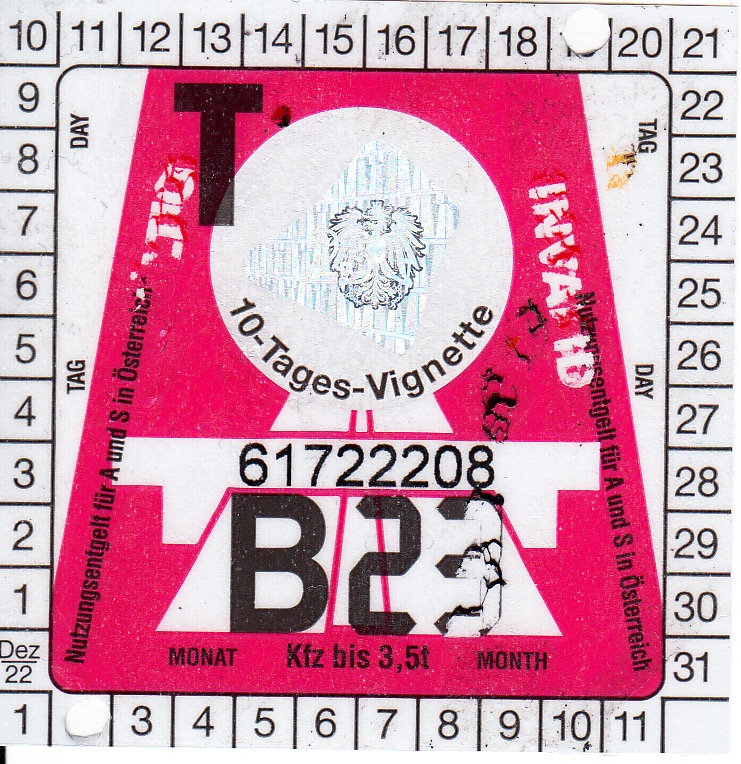 10 11 12 13 14 15 16 17 18 20 21
9
8
7
6
5
4
3
2
1
Dez
22
1 3 4 5 6 7 8 9 10 11
22
23
24
25
26
27
28
29
30
31
DAY
TAG
TAG
DAY
T
10-Tages-Vignette
INVALID
Nutzungsentgelt für A und S in Österreich
Nutzungsentgelt für A und S in Österreich
61722208
B23
MONAT Kfz bis 3,5t MONTH